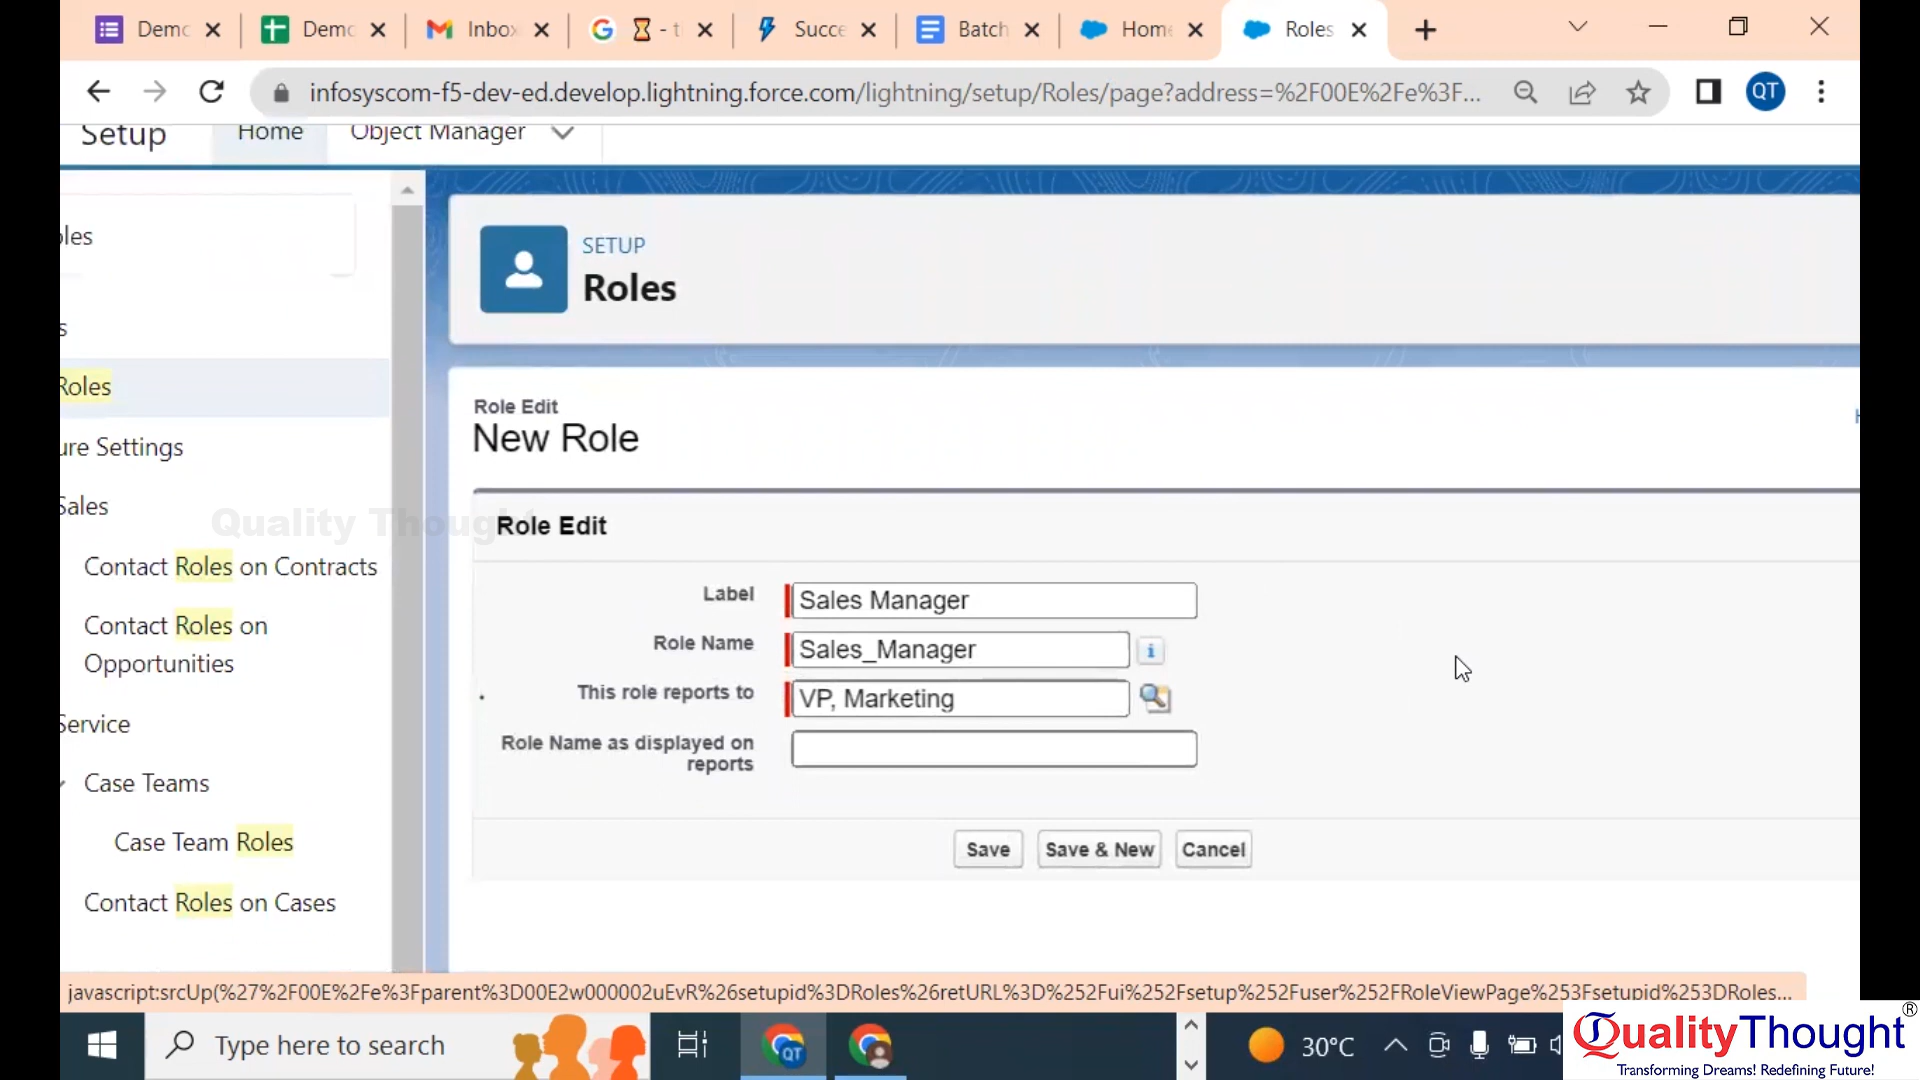 Demo
Demo
Inbox
- t
Succe
Batch
Home
Roles
infosyscom-f5-dev-ed.develop.lightning.force.com/lightning/setup/Roles/page?address=%2F00E%2Fe%3F...
QT
Setup
Home
Object Manager
oles
s
Roles
ure Settings
Sales
Contact Roles on Contracts
Contact Roles on
Opportunities
Service
Case Teams
Case Team Roles
Contact Roles on Cases
SETUP
Roles
Role Edit
New Role
Quality Thought
Role Edit
Label
Sales Manager
Role Name
Sales_Manager
i
This role reports to
VP, Marketing
Role Name as displayed on
reports
Save
Save & New
Cancel
javascript:srcUp(%27%2F00E%2Fe%3Fparent%3D00E2w000002uEvR%26setupid%3DRoles%26retURL%3D%252Fui%252Fsetup%252Fuser%252FRoleViewPage%253Fsetupid%253DRoles...
Type here to search
QT
30°C
QualityThought®
Transforming Dreams! Redefining Future!